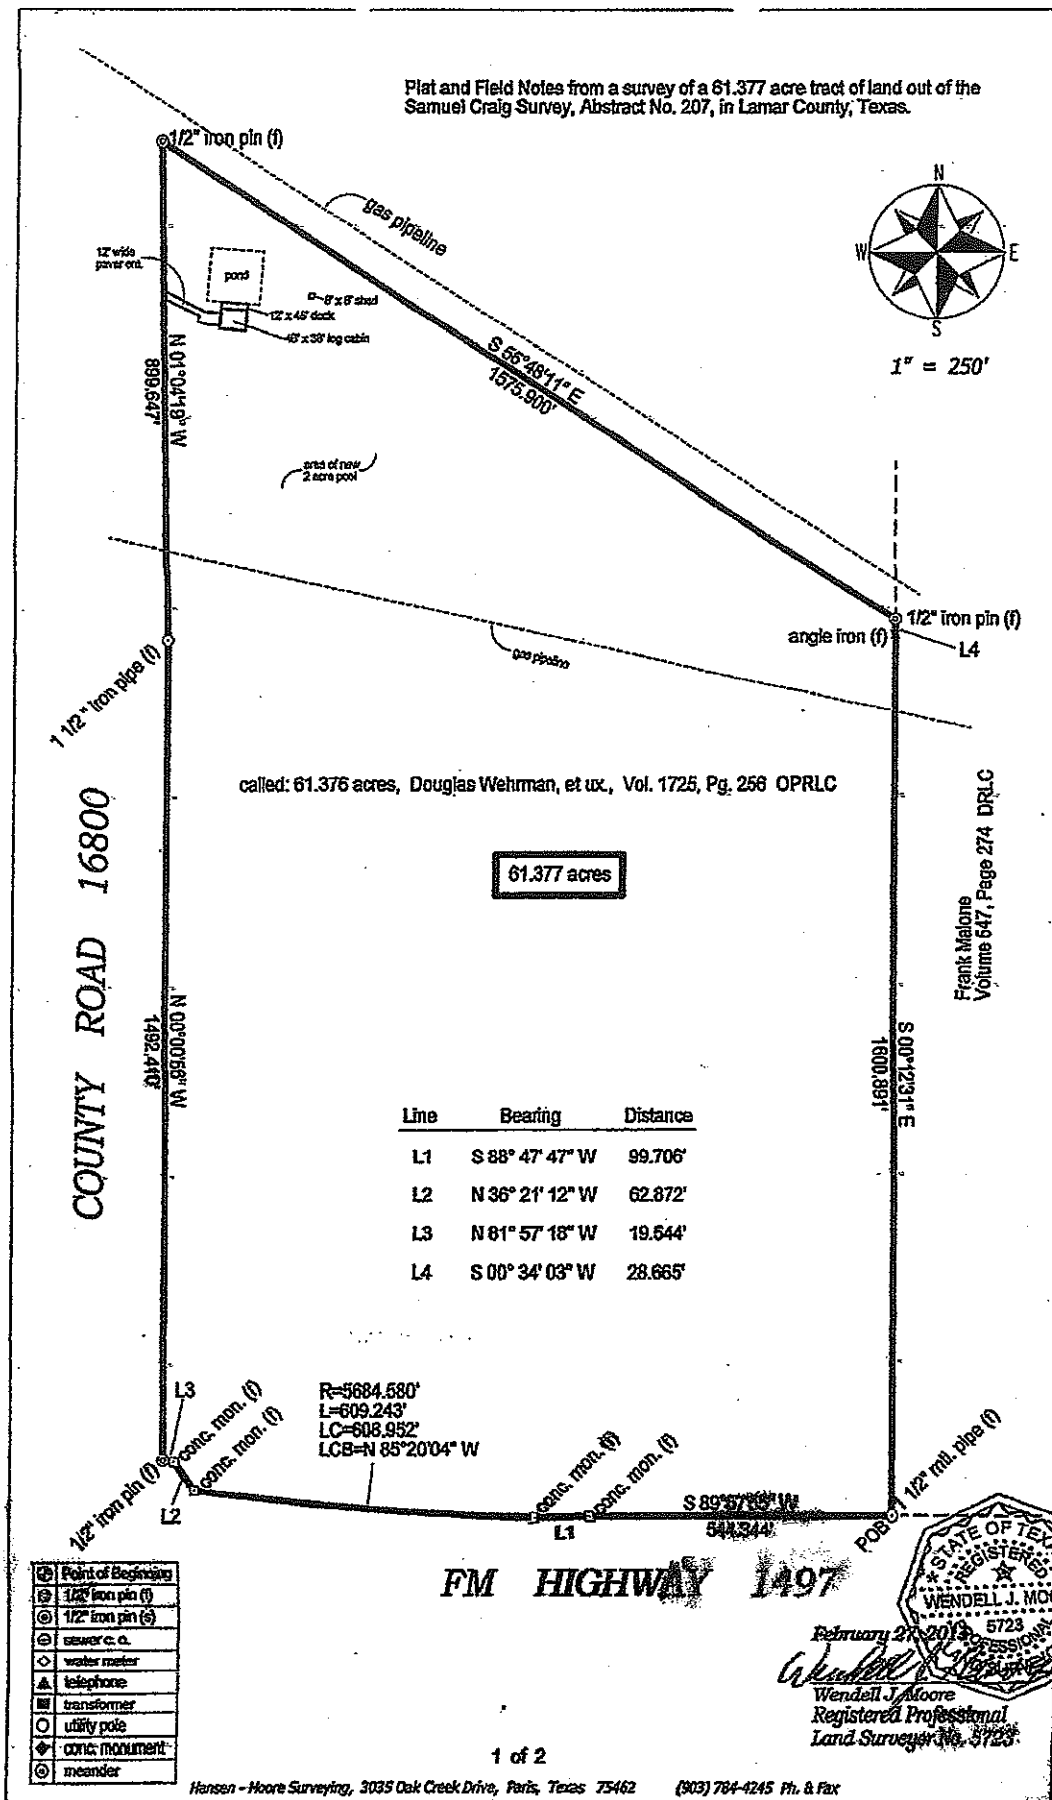 Plat and Field Notes from a survey of a 61.377 acre tract of land out of the
Samuel Craig Survey, Abstract No. 207, in Lamar County, Texas.
1/2" iron pin (f)
gas pipeline
N
W
E
S
1" = 250'
12' wide
pond
8' x 8' shed
12' x 45' deck
log cabin
N 01°04'19" W
899.647'
S 56°48'11" E
1575.900'
area of new
2 acre pool
1/2" iron pin (f)
angle iron (f)
L4
gas pipeline
1 1/2" iron pipe (f)
called: 61.376 acres, Douglas Wehrman, et ux., Vol. 1725, Pg. 256 OPRLC
61.377 acres
COUNTY ROAD 16800
Frank Malone
Volume 647, Page 274 DRLC
N 00°00'56" W
1492.410'
S 00°12'31" E
1600.891'
Line Bearing Distance
L1 S 88° 47' 47" W 99.706'
L2 N 36° 21' 12" W 62.872'
L3 N 81° 57' 18" W 19.544'
L4 S 00° 34' 03" W 28.665'
L3
conc. mon. (f)
conc. mon. (f)
R=5684.580'
L=609.243'
LC=608.952'
LCB=N 85°20'04" W
1/2" iron pin (f)
L2
conc. mon. (f)
conc. mon. (f)
L1
544.344'
POB
1 1/2" mtl. pipe (f)
FM HIGHWAY 1497
Point of Beginning
1/2" iron pin (f)
1/2" iron pin (s)
sewer c. o.
water meter
telephone
transformer
utility pole
conc. monument
meander
STATE OF TEX
REGISTERED
WENDELL J. MO
5723
PROFESSIONAL
February 27,
Wendell J. Moore
Registered Professional
Land Surveyor No. 5723
1 of 2
Hansen - Moore Surveying, 3035 Oak Creek Drive, Paris, Texas 75462 (903) 784-4245 Ph. & Fax